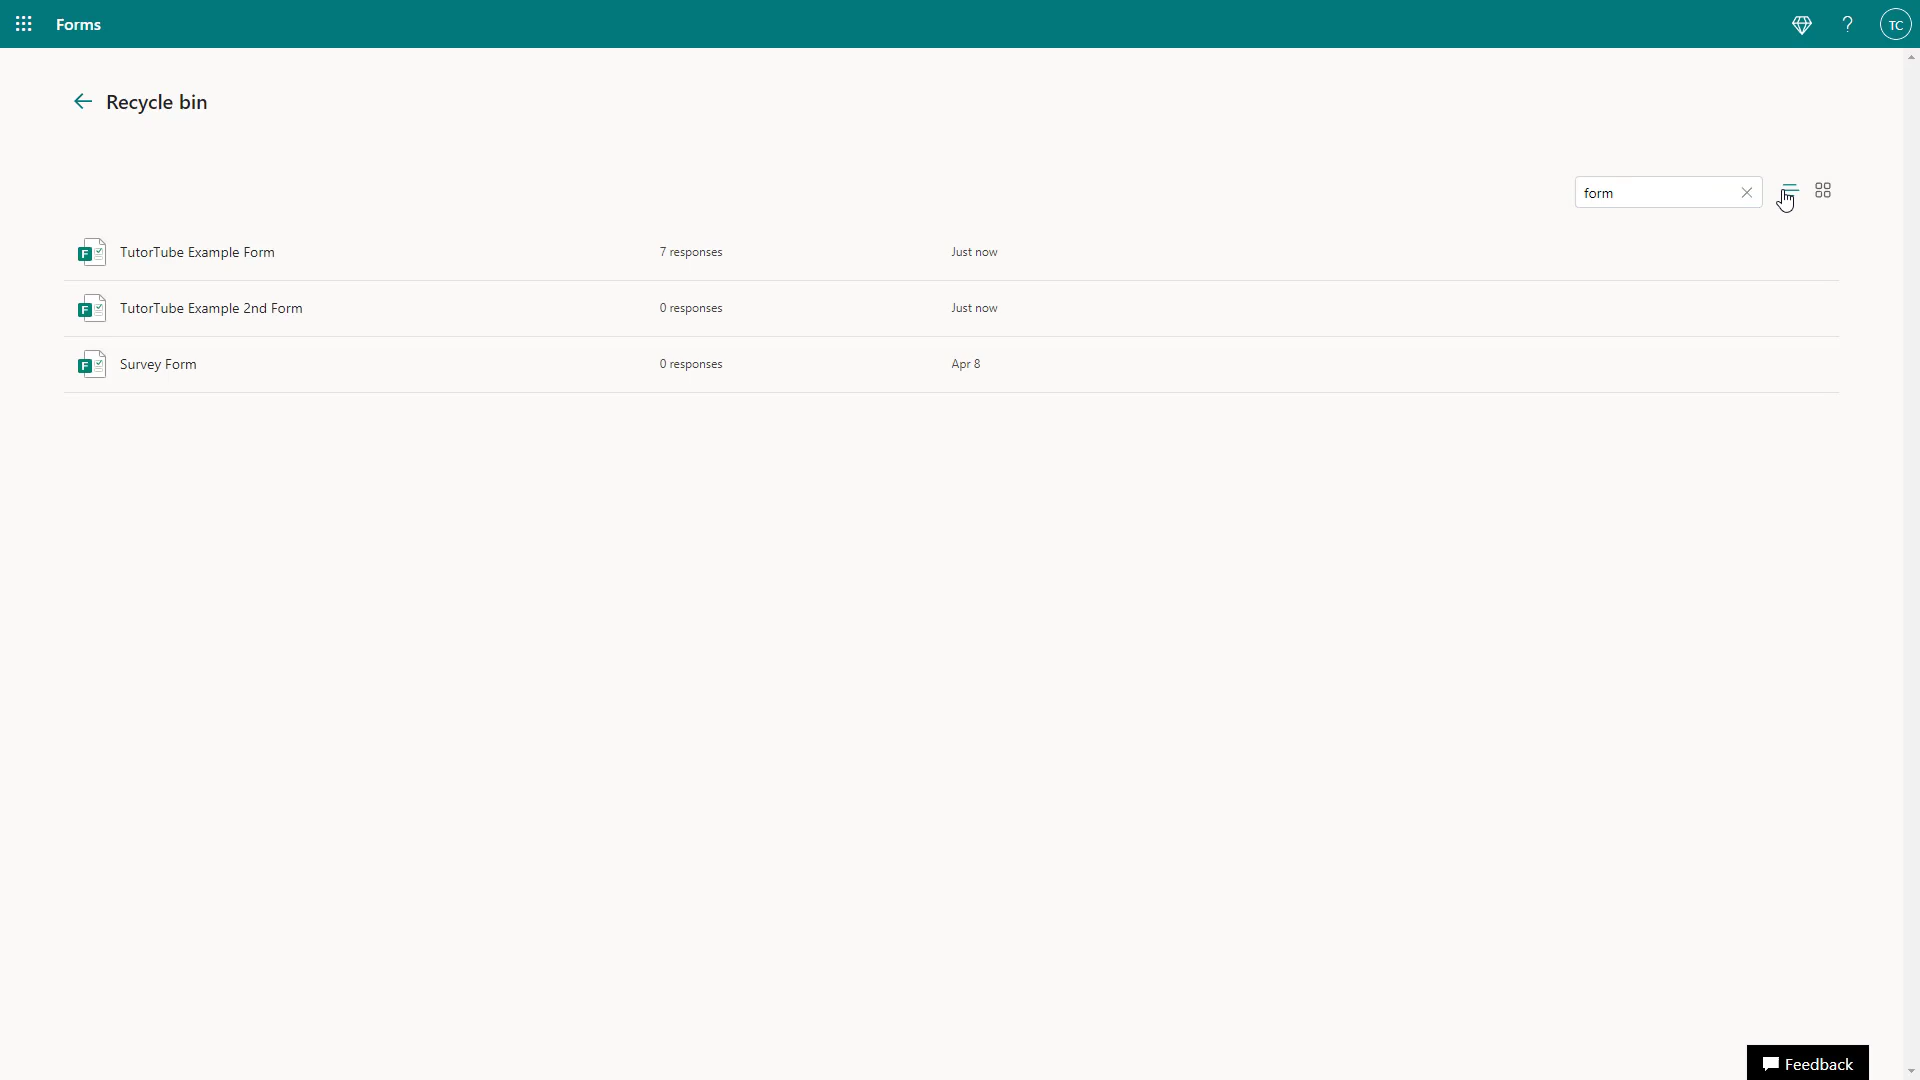 Forms
?
TC
Recycle bin
form
F TutorTube Example Form 7 responses Just now
F TutorTube Example 2nd Form 0 responses Just now
F Survey Form 0 responses Apr 8
Feedback